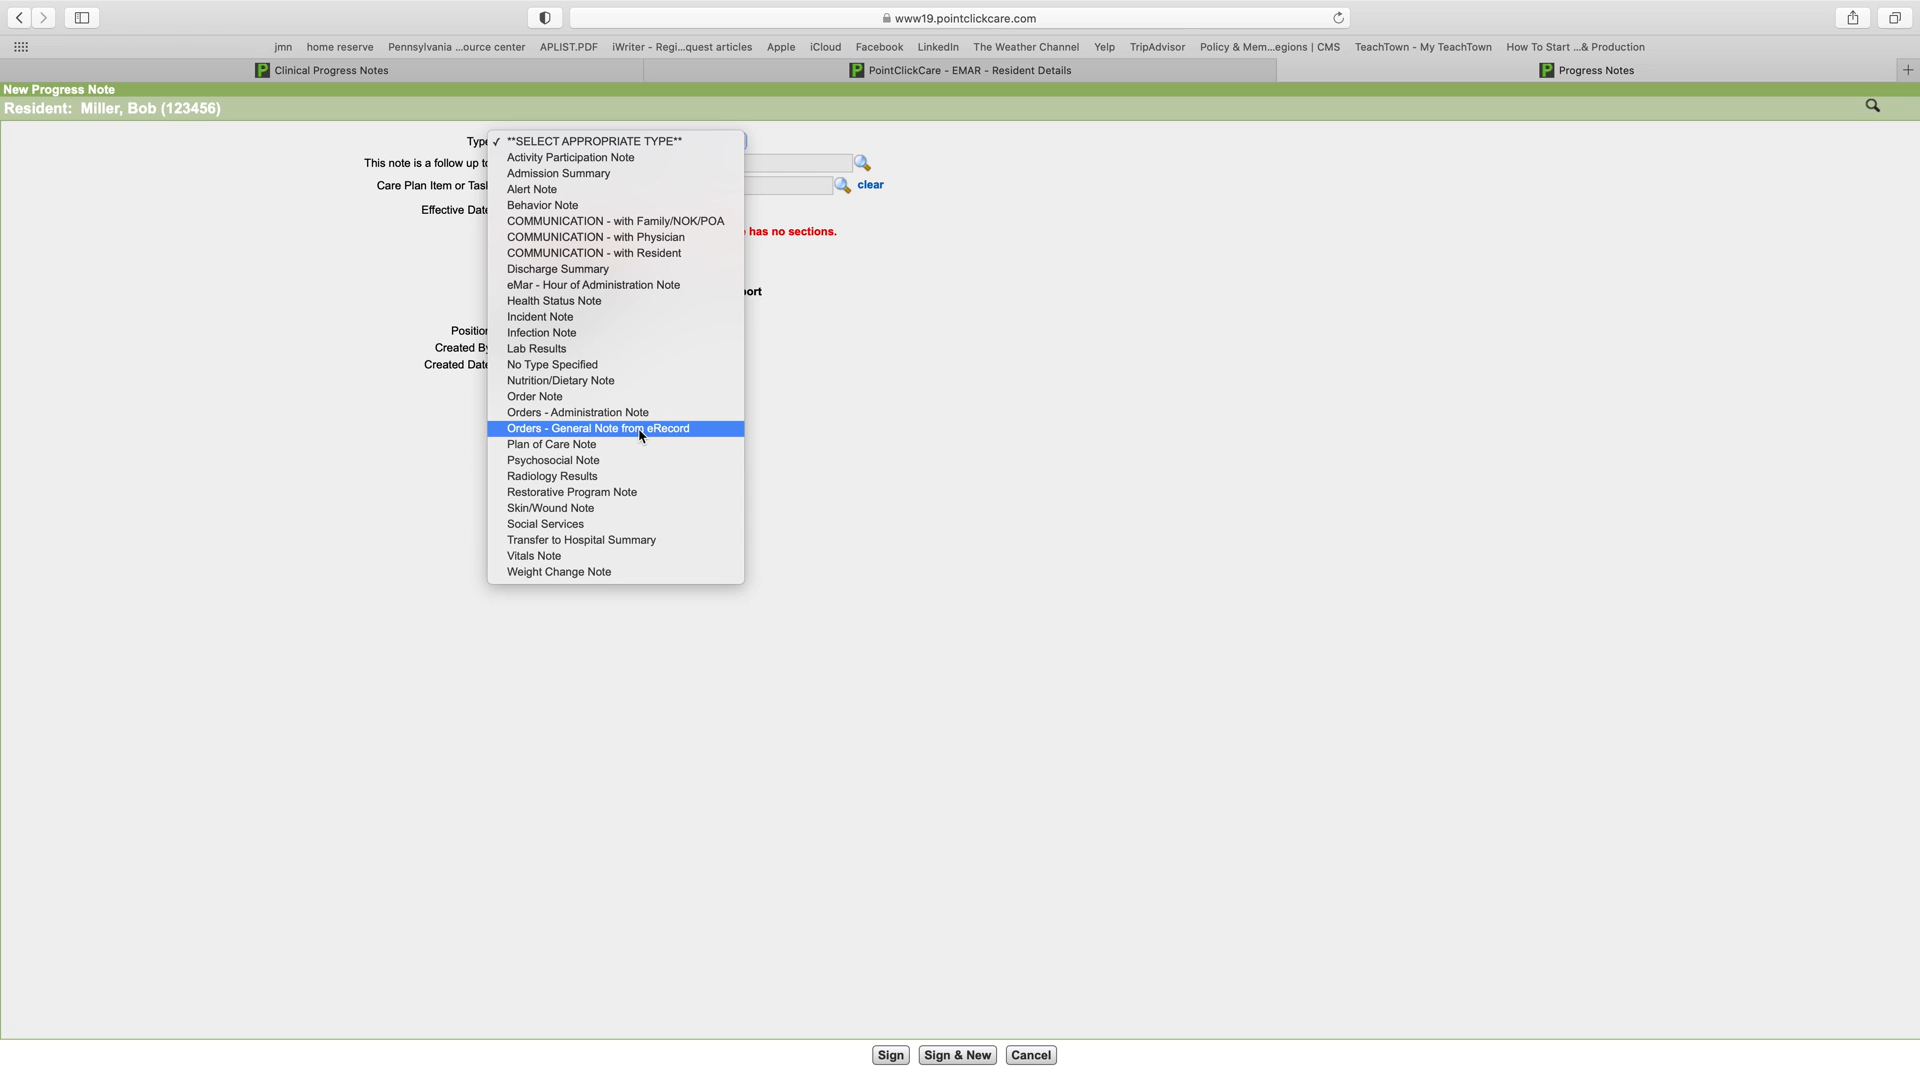 www19.pointclickcare.com
jmn home reserve Pennsylvania ...ource center APLIST.PDF iWriter - Regi...quest articles Apple iCloud Facebook LinkedIn The Weather Channel Yelp TripAdvisor Policy & Mem...egions | CMS TeachTown - My TeachTown How To Start ...& Production
Clinical Progress Notes PointClickCare - EMAR - Resident Details Progress Notes
New Progress Note
Resident: Miller, Bob (123456)
Type ✓ **SELECT APPROPRIATE TYPE**
Activity Participation Note
This note is a follow up to
Admission Summary
Care Plan Item or Task clear
Alert Note
Behavior Note
Effective Date
COMMUNICATION - with Family/NOK/POA
has no sections.
COMMUNICATION - with Physician
COMMUNICATION - with Resident
Discharge Summary
eMar - Hour of Administration Note
ort
Health Status Note
Incident Note
Position
Infection Note
Created By
Lab Results
Created Date
No Type Specified
Nutrition/Dietary Note
Order Note
Orders - Administration Note
Orders - General Note from eRecord
Plan of Care Note
Psychosocial Note
Radiology Results
Restorative Program Note
Skin/Wound Note
Social Services
Transfer to Hospital Summary
Vitals Note
Weight Change Note
Sign Sign & New Cancel